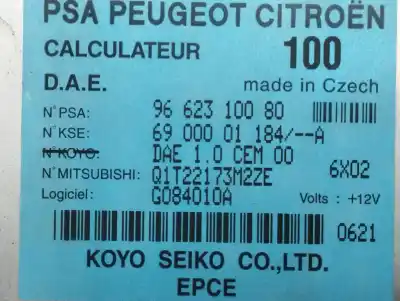 PSA PEUGEOT CITROËN
CALCULATEUR 100
D.A.E. made in Czech
N°PSA: 96 623 100 80
N°KSE: 69 000 01 184/--A
N°KOYO: DAE 1.0 CEM 00
N°MITSUBISHI: Q1T22173M2ZE 6X02
Logiciel: G084010A Volts : +12V
0621
KOYO SEIKO CO.,LTD.
EPCE